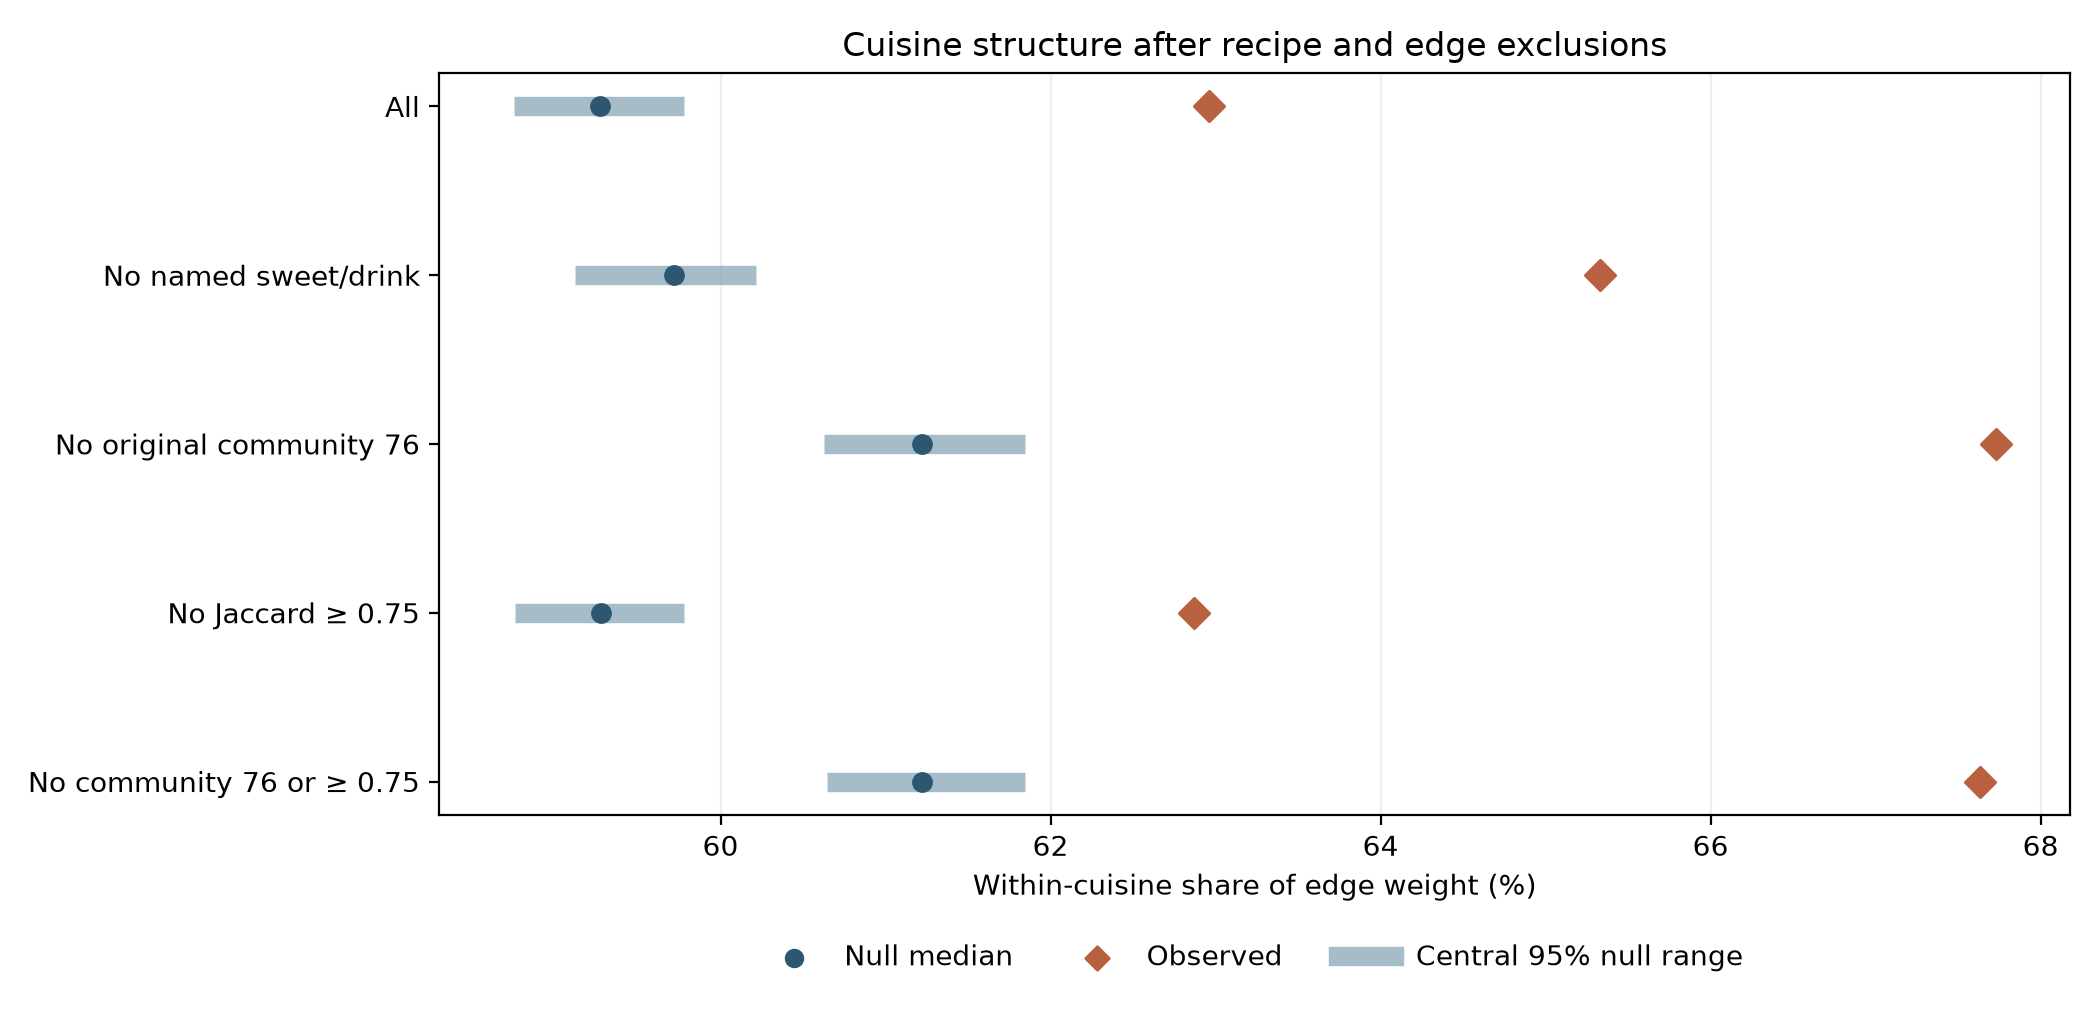 Cuisine structure after recipe and edge exclusions
All
No named sweet/drink
No original community 76
No Jaccard ≥ 0.75
No community 76 or ≥ 0.75
60 62 64 66 68
Within-cuisine share of edge weight (%)
Null median Observed Central 95% null range